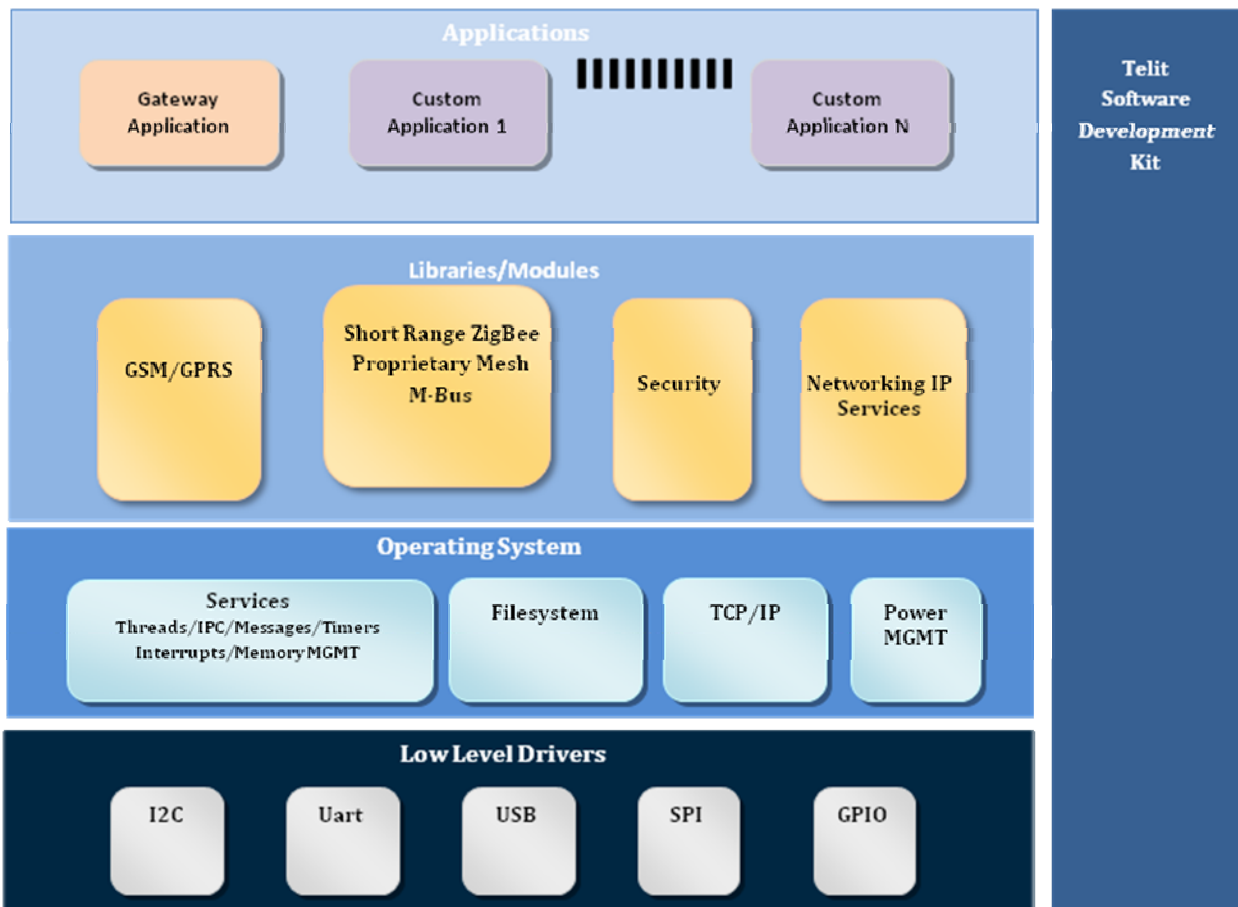 Applications
Gateway
Application
Custom
Application 1
Custom
Application N
Telit
Software
Development
Kit
Libraries/Modules
GSM/GPRS
Short Range ZigBee
Proprietary Mesh
M-Bus
Security
Networking IP
Services
Operating System
Services
Threads/IPC/Messages/Timers
Interrupts/Memory MGMT
Filesystem
TCP/IP
Power
MGMT
Low Level Drivers
I2C
Uart
USB
SPI
GPIO